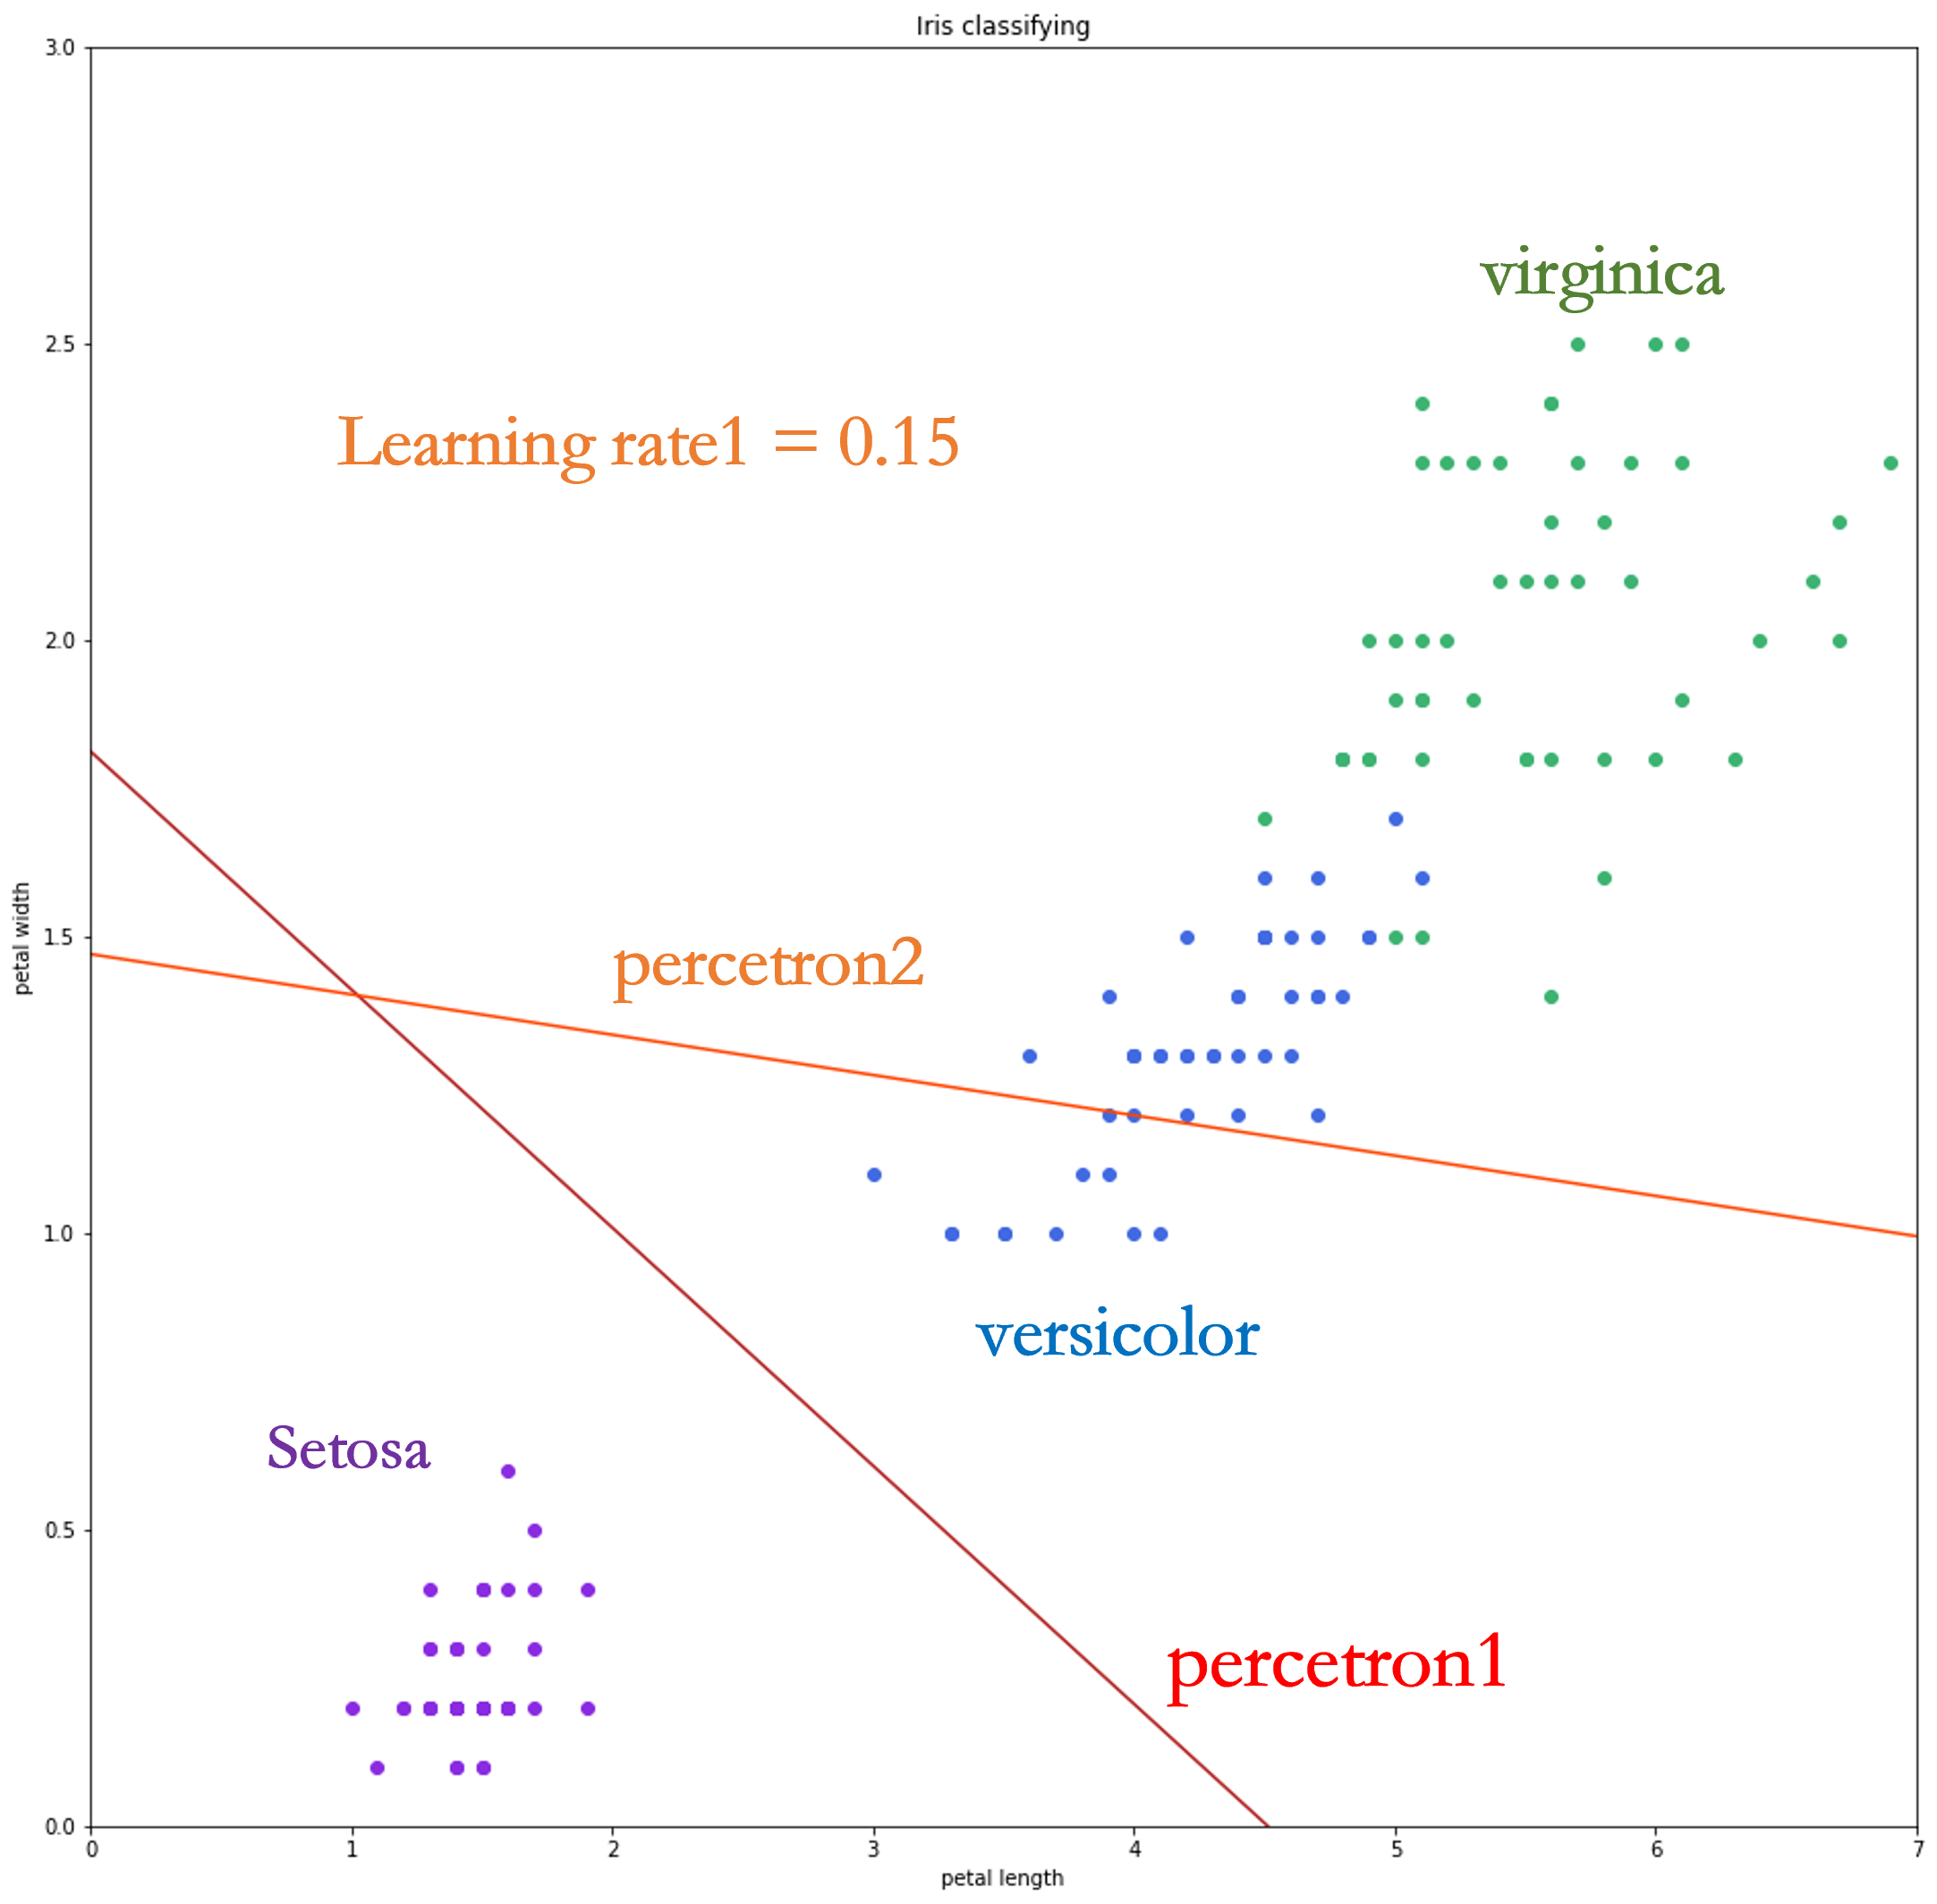 Iris classifying
3.0
virginica
2.5
Learning rate1 = 0.15
2.0
petal width
1.5
percetron2
1.0
versicolor
Setosa
0.5
percetron1
0.0
0 1 2 3 4 5 6 7
petal length